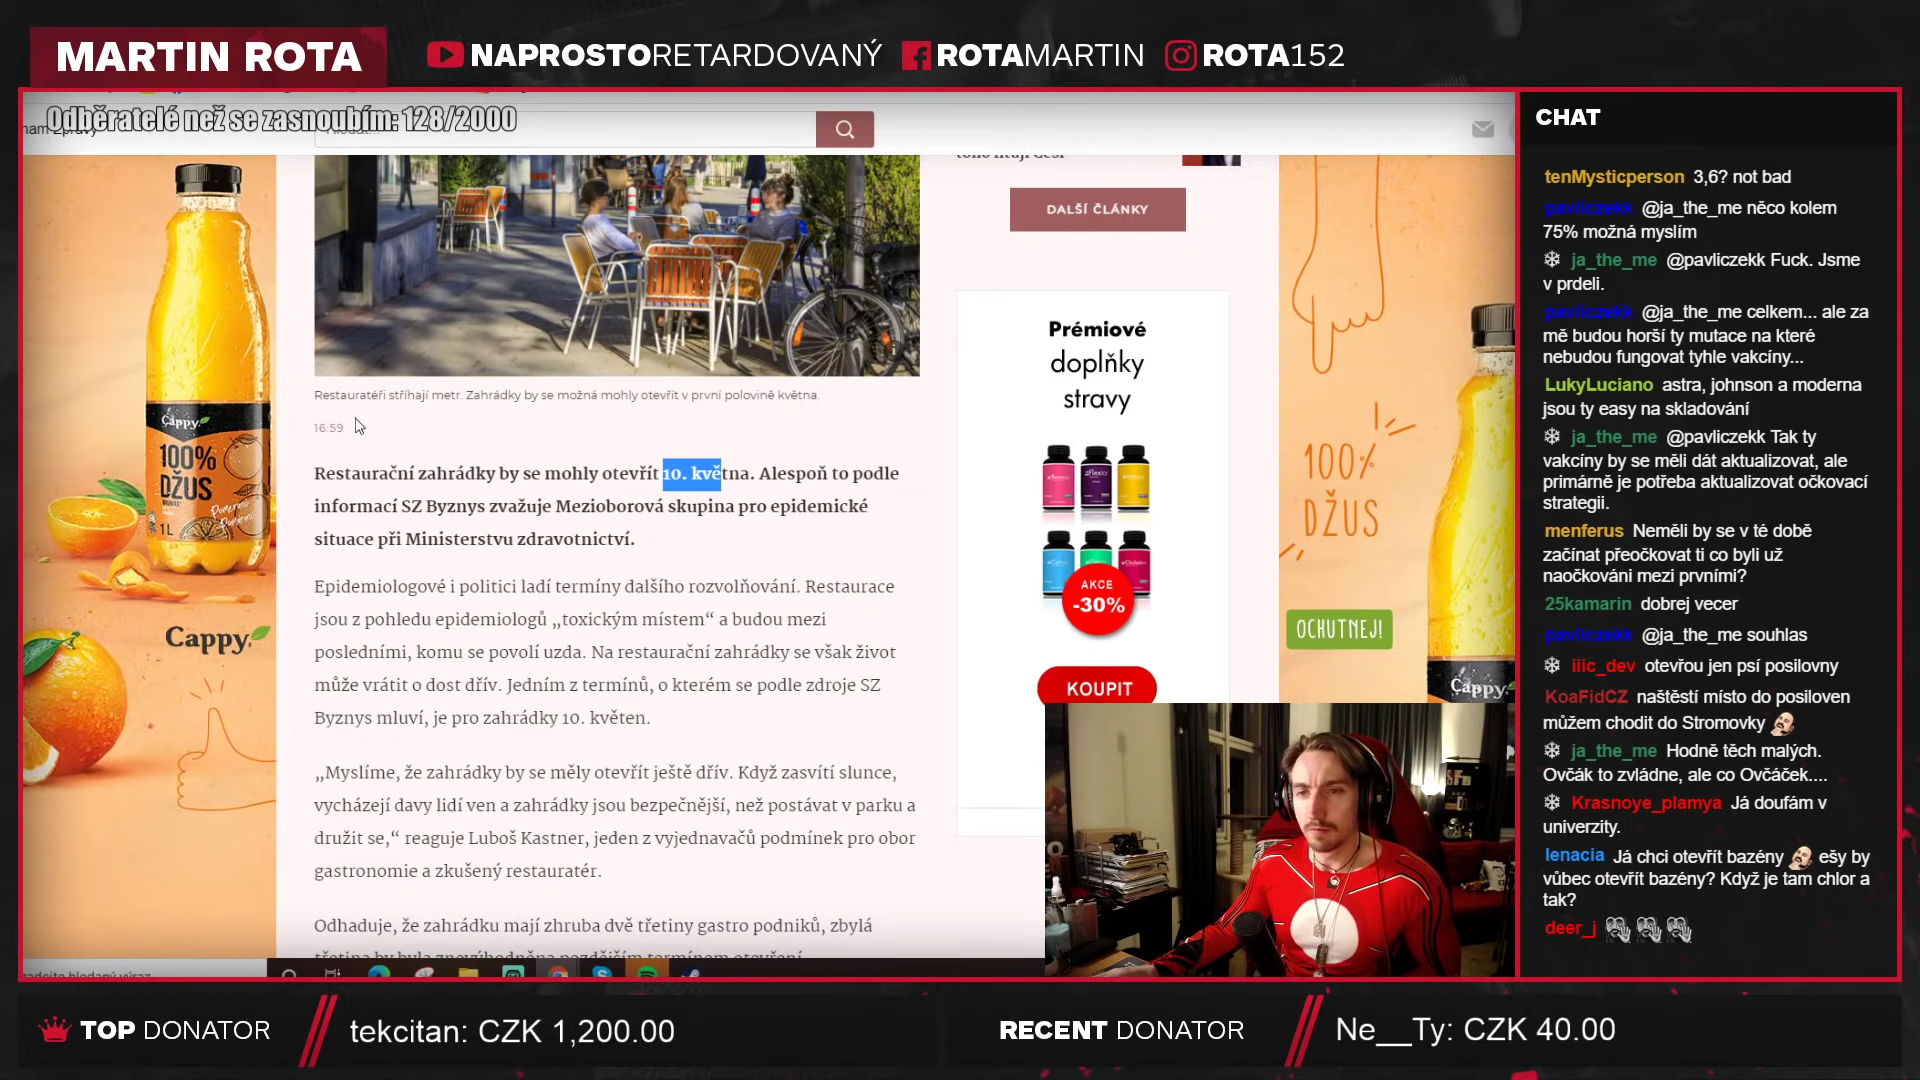 MARTIN ROTA
NAPROSTORETARDOVANÝ
ROTAMARTIN
ROTA152
Odběratelé než se zasnoubím: 128/2000
CHAT
tenMysticperson 3,6? not bad
pavliczekk @ja_the_me něco kolem
75% možná myslím
ja_the_me @pavliczekk Fuck. Jsme
v prdeli.
pavliczekk @ja_the_me celkem... ale za
mě budou horší ty mutace na které
nebudou fungovat tyhle vakcíny...
LukyLuciano astra, johnson a moderna
jsou ty easy na skladování
ja_the_me @pavliczekk Tak ty
vakcíny by se měli dát aktualizovat, ale
primárně je potřeba aktualizovat očkovací
strategii.
menferus Neměli by se v té době
začínat přeočkovat ti co byli už
naočkováni mezi prvními?
25kamarin dobrej vecer
pavliczekk @ja_the_me souhlas
iiic_dev otevřou jen psí posilovny
KoaFidCZ naštěstí místo do posiloven
můžem chodit do Stromovky
ja_the_me Hodně těch malých.
Ovčák to zvládne, ale co Ovčáček....
Krasnoye_plamya Já doufám v
univerzity.
lenacia Já chci otevřít bazény ešy by
vůbec otevřít bazény? Když je tam chlor a
tak?
deer_j
DALŠÍ ČLÁNKY
Restauratéři stříhají metr. Zahrádky by se možná mohly otevřít v první polovině května.
16:59
Restaurační zahrádky by se mohly otevřít 10. května. Alespoň to podle
informací SZ Byznys zvažuje Mezioborová skupina pro epidemické
situace při Ministerstvu zdravotnictví.
Epidemiologové i politici ladí termíny dalšího rozvolňování. Restaurace
jsou z pohledu epidemiologů „toxickým místem“ a budou mezi
posledními, komu se povolí uzda. Na restaurační zahrádky se však život
může vrátit o dost dřív. Jedním z termínů, o kterém se podle zdroje SZ
Byznys mluví, je pro zahrádky 10. květen.
„Myslíme, že zahrádky by se měly otevřít ještě dřív. Když zasvítí slunce,
vycházejí davy lidí ven a zahrádky jsou bezpečnější, než postávat v parku a
družit se,“ reaguje Luboš Kastner, jeden z vyjednavačů podmínek pro obor
gastronomie a zkušený restauratér.
Odhaduje, že zahrádku mají zhruba dvě třetiny gastro podniků, zbylá
Cappy
100%
DŽUS
1L
Cappy
Prémiové
doplňky
stravy
AKCE
-30%
KOUPIT
100%
DŽUS
OCHUTNEJ!
Cappy
TOP DONATOR
tekcitan: CZK 1,200.00
RECENT DONATOR
Ne__Ty: CZK 40.00